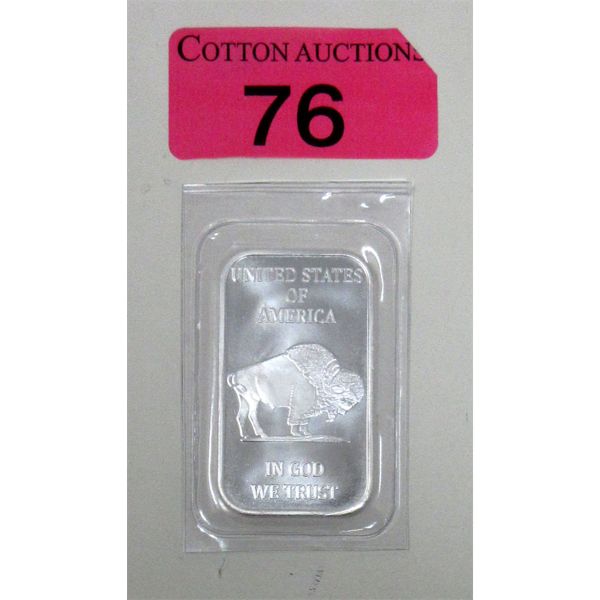 COTTON AUCTIONS
76
UNITED STATES
OF
AMERICA
IN GOD
WE TRUST